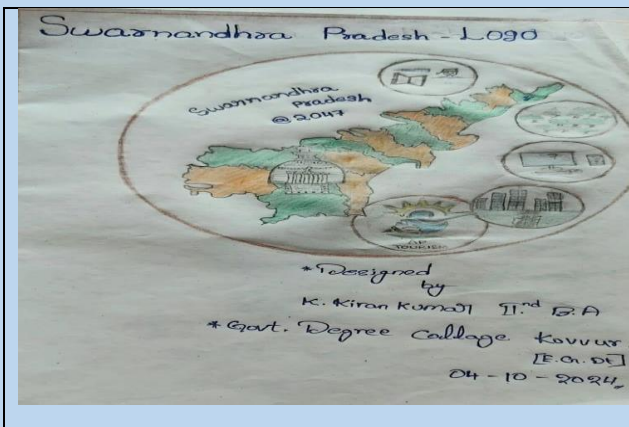 Swarnandhra Pradesh - Logo
Swarnandhra
Pradesh
@ 2047
AP
TOURISM
* Designed
by
K. Kiran Kumar II.nd B.A
* Govt. Degree Callage Kovvur
[E.G. Dt]
04 - 10 - 2024.